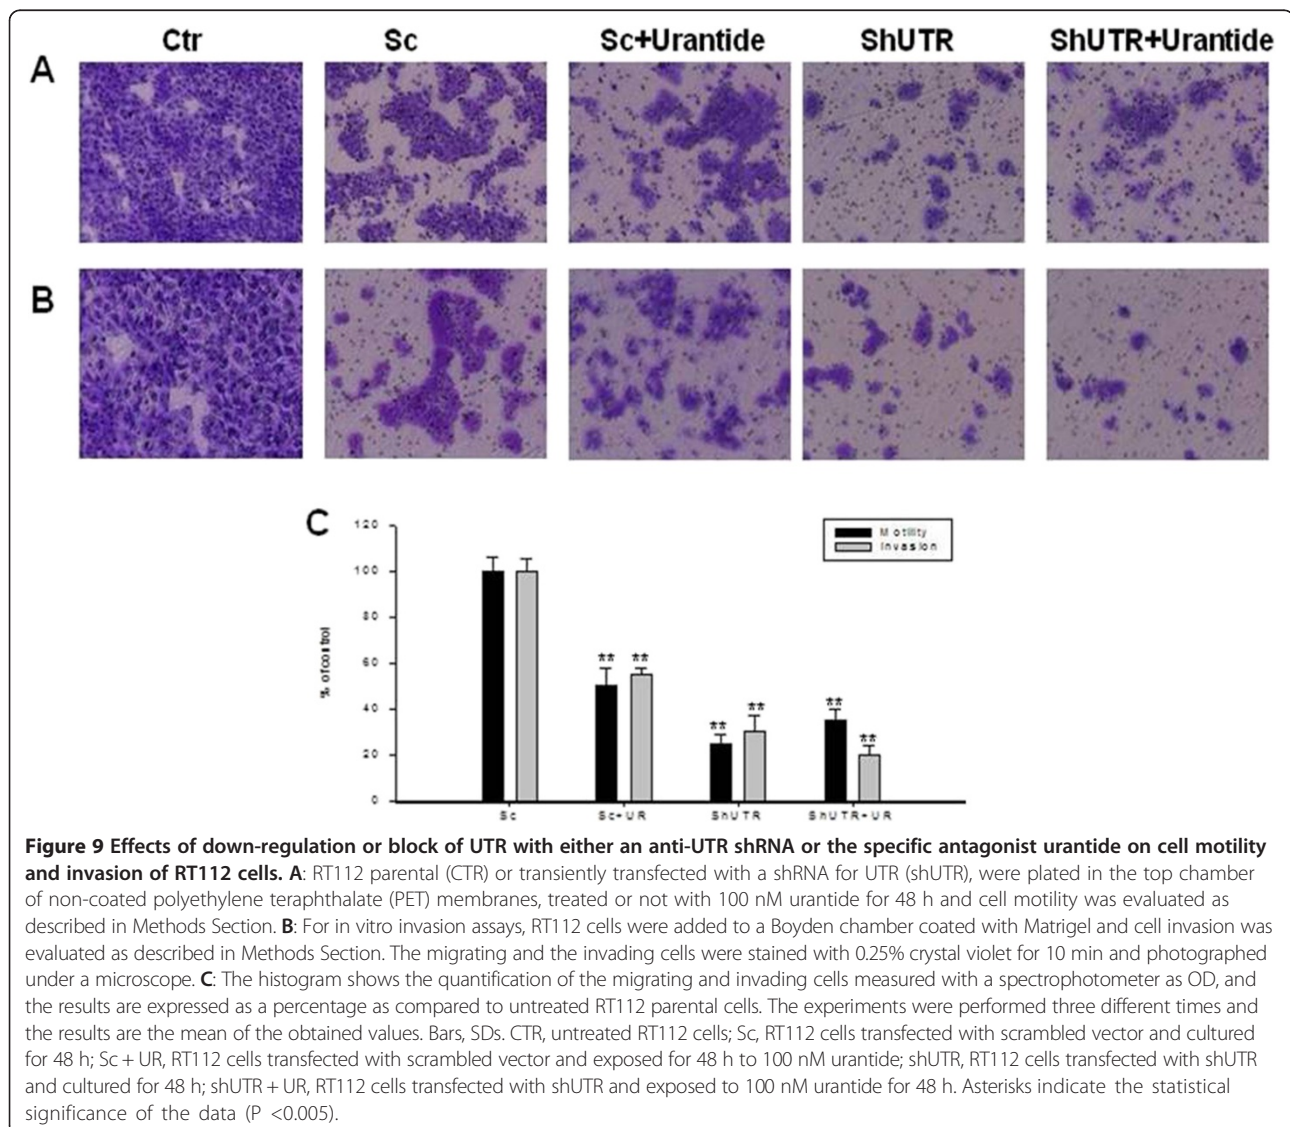 Ctr Sc Sc+Urantide ShUTR ShUTR+Urantide
A
B
C
120
100
80
60
40
20
0
% of control
Motility
Invasion
** **
** **
** **
Sc Sc+UR ShUTR ShUTR+UR
Figure 9 Effects of down-regulation or block of UTR with either an anti-UTR shRNA or the specific antagonist urantide on cell motility
and invasion of RT112 cells. A: RT112 parental (CTR) or transiently transfected with a shRNA for UTR (shUTR), were plated in the top chamber
of non-coated polyethylene teraphthalate (PET) membranes, treated or not with 100 nM urantide for 48 h and cell motility was evaluated as
described in Methods Section. B: For in vitro invasion assays, RT112 cells were added to a Boyden chamber coated with Matrigel and cell invasion was
evaluated as described in Methods Section. The migrating and the invading cells were stained with 0.25% crystal violet for 10 min and photographed
under a microscope. C: The histogram shows the quantification of the migrating and invading cells measured with a spectrophotometer as OD, and
the results are expressed as a percentage as compared to untreated RT112 parental cells. The experiments were performed three different times and
the results are the mean of the obtained values. Bars, SDs. CTR, untreated RT112 cells; Sc, RT112 cells transfected with scrambled vector and cultured
for 48 h; Sc + UR, RT112 cells transfected with scrambled vector and exposed for 48 h to 100 nM urantide; shUTR, RT112 cells transfected with shUTR
and cultured for 48 h; shUTR + UR, RT112 cells transfected with shUTR and exposed to 100 nM urantide for 48 h. Asterisks indicate the statistical
significance of the data (P <0.005).